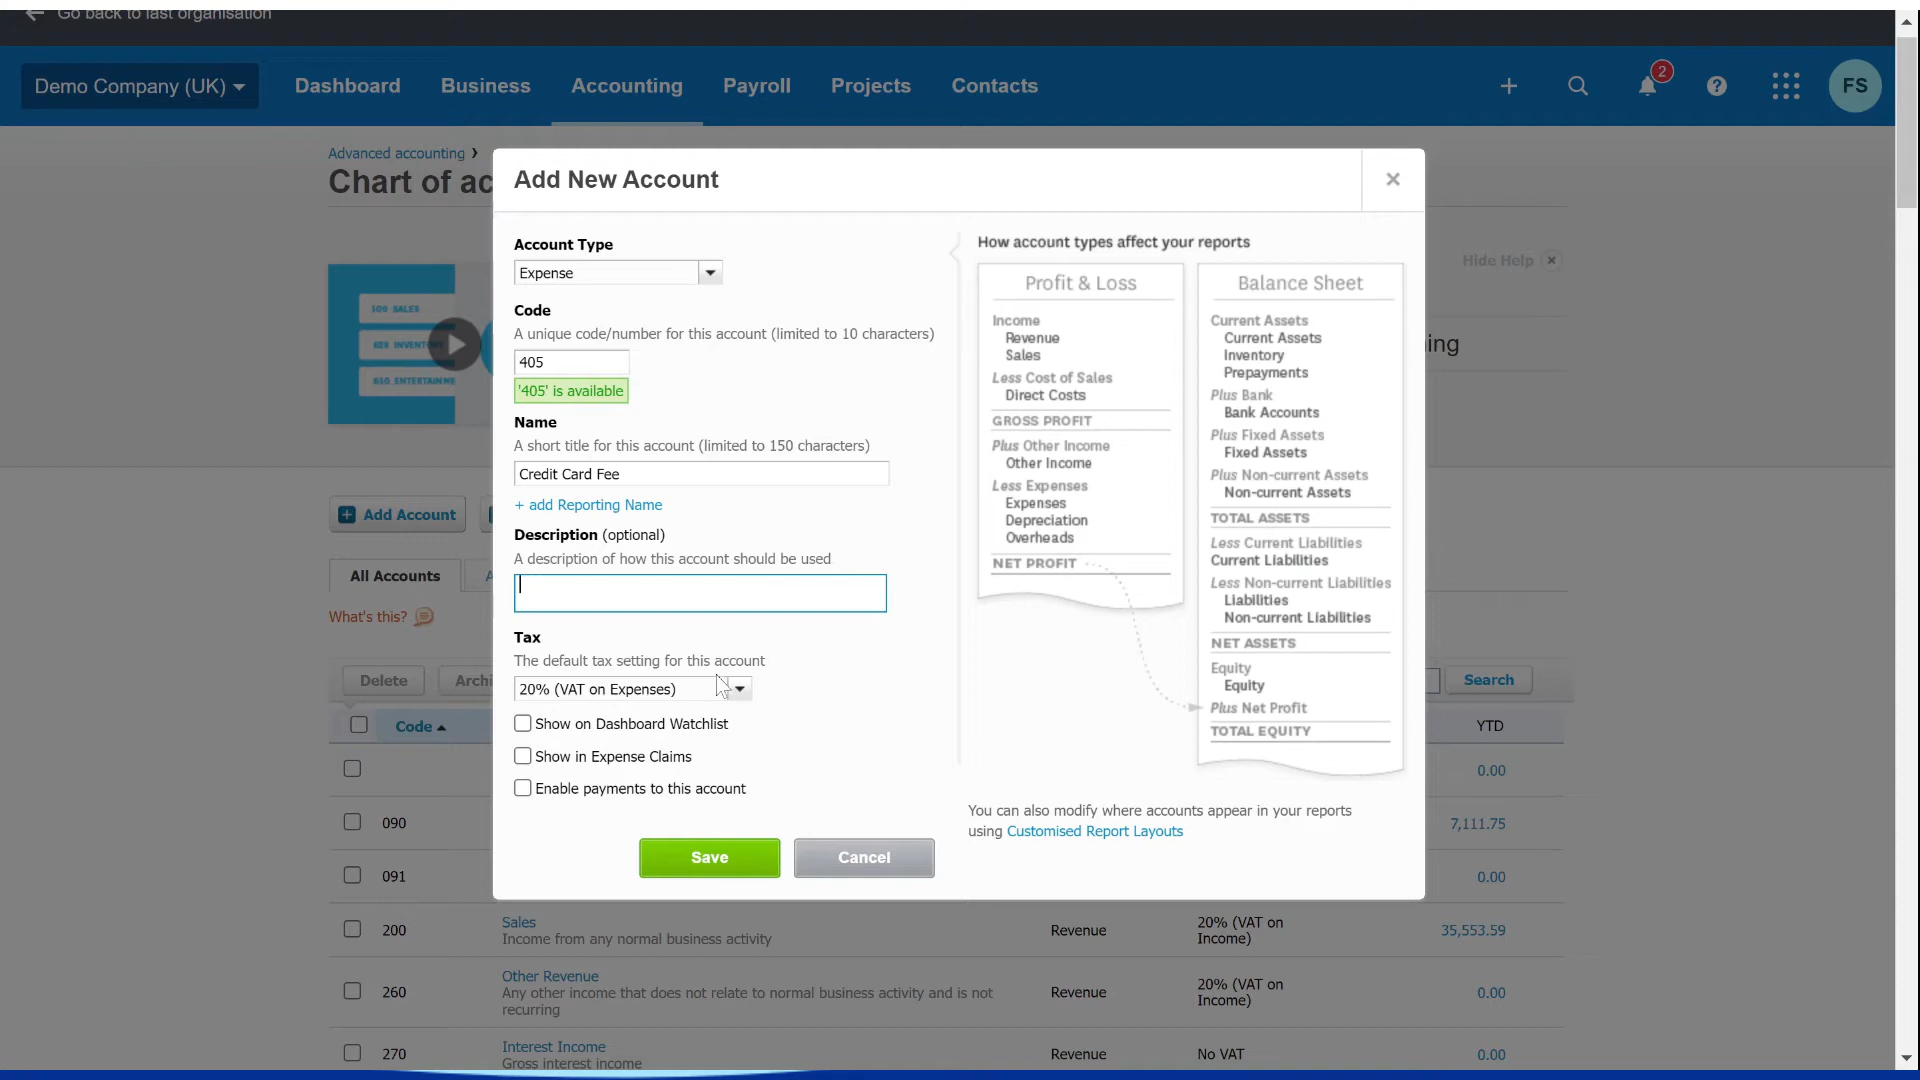 Go back to last organisation
Demo Company (UK)
Dashboard
Business
Accounting
Payroll
Projects
Contacts
2
FS
Advanced accounting
Chart of ac
Add New Account
Account Type
Expense
Code
A unique code/number for this account (limited to 10 characters)
405
'405' is available
Name
A short title for this account (limited to 150 characters)
Credit Card Fee
+ add Reporting Name
Description (optional)
A description of how this account should be used
Tax
The default tax setting for this account
20% (VAT on Expenses)
Show on Dashboard Watchlist
Show in Expense Claims
Enable payments to this account
Save
Cancel
How account types affect your reports
Profit & Loss
Income
Revenue
Sales
Less Cost of Sales
Direct Costs
GROSS PROFIT
Plus Other Income
Other Income
Less Expenses
Expenses
Depreciation
Overheads
NET PROFIT
Balance Sheet
Current Assets
Current Assets
Inventory
Prepayments
Plus Bank
Bank Accounts
Plus Fixed Assets
Fixed Assets
Plus Non-current Assets
Non-current Assets
TOTAL ASSETS
Less Current Liabilities
Current Liabilities
Less Non-current Liabilities
Liabilities
Non-current Liabilities
NET ASSETS
Equity
Equity
Plus Net Profit
TOTAL EQUITY
You can also modify where accounts appear in your reports
using Customised Report Layouts
Hide Help
ing
Add Account
All Accounts
What's this?
Delete
Archi
Search
Code
YTD
0.00
090
7,111.75
091
0.00
200
Sales
Income from any normal business activity
Revenue
20% (VAT on
Income)
35,553.59
260
Other Revenue
Any other income that does not relate to normal business activity and is not
recurring
Revenue
20% (VAT on
Income)
0.00
270
Interest Income
Gross interest income
Revenue
No VAT
0.00